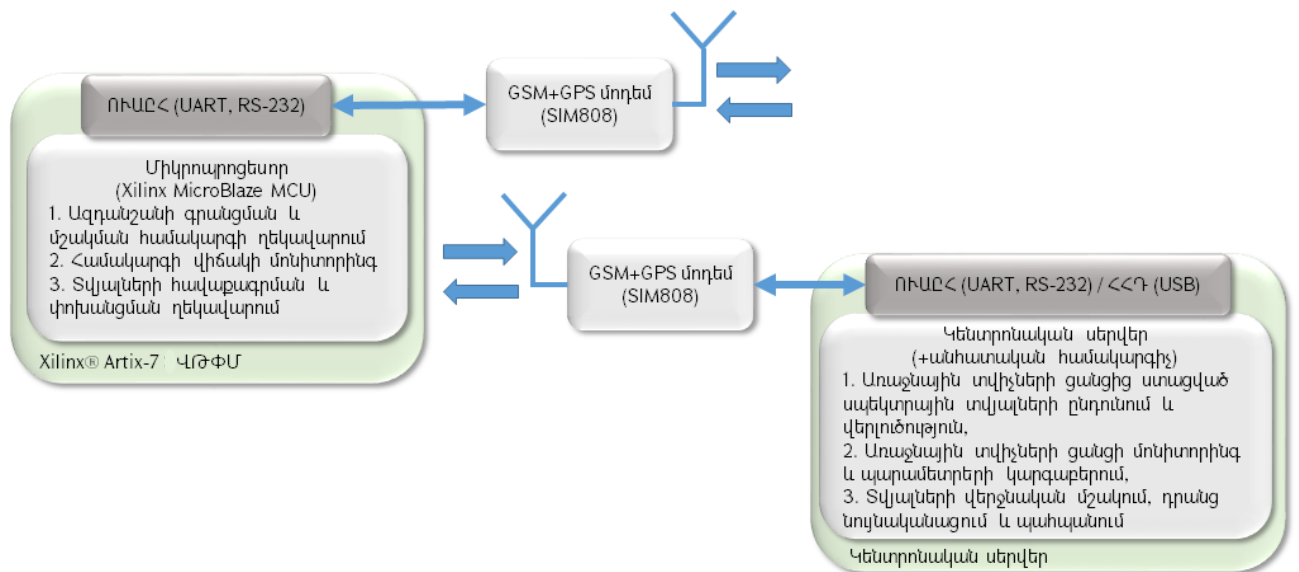 ՈՒԱԸՀ (UART, RS-232)
GSM+GPS մոդեմ
(SIM808)
Միկրոպրոցեսոր
(Xilinx MicroBlaze MCU)
1. Ազդանշանի գրանցման և
մշակման համակարգի ղեկավարում
2. Համակարգի վիճակի մոնիտորինգ
3. Տվյալների հավաքագրման և
փոխանցման ղեկավարում
Xilinx® Artix-7 ՎԾՓՄ
GSM+GPS մոդեմ
(SIM808)
ՈՒԱԸՀ (UART, RS-232) / ՀՀԴ (USB)
Կենտրոնական սերվեր
(+անհատական համակարգիչ)
1. Առաջնային տվիչների ցանցից ստացված
սպեկտրային տվյալների ընդունում և
վերլուծություն,
2. Առաջնային տվիչների ցանցի մոնիտորինգ
և պարամետրերի կարգաբերում,
3. Տվյալների վերջնական մշակում, դրանց
նույնականացում և պահպանում
Կենտրոնական սերվեր